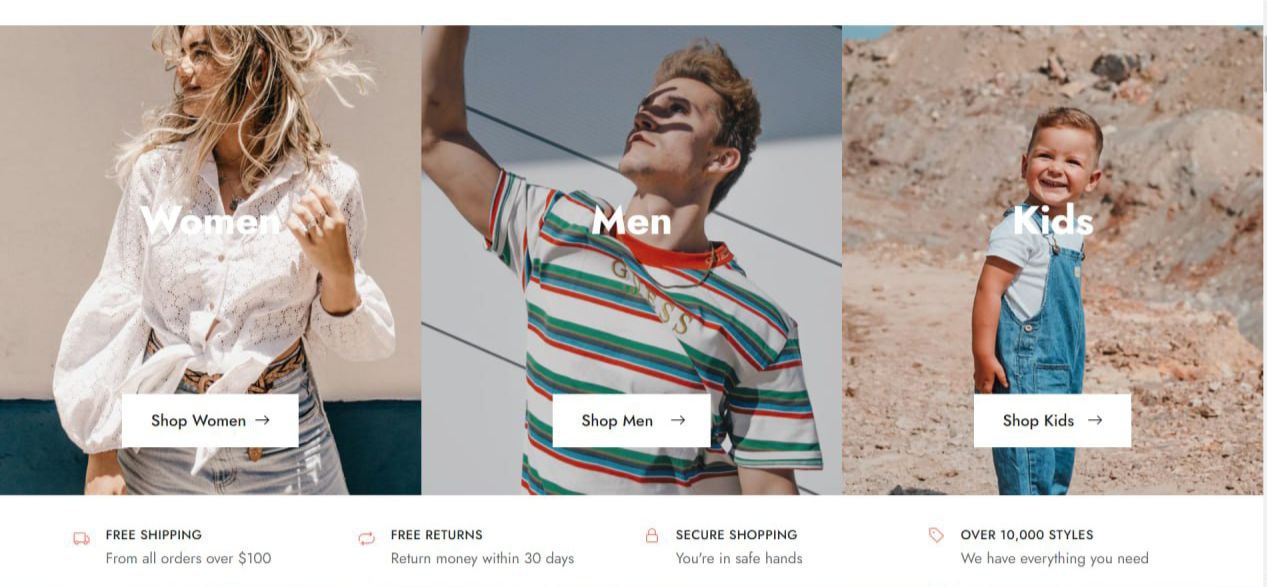 Women
Men
Kids
GUESS
Shop Women →
Shop Men →
Shop Kids →
FREE SHIPPING
From all orders over $100
FREE RETURNS
Return money within 30 days
SECURE SHOPPING
You're in safe hands
OVER 10,000 STYLES
We have everything you need